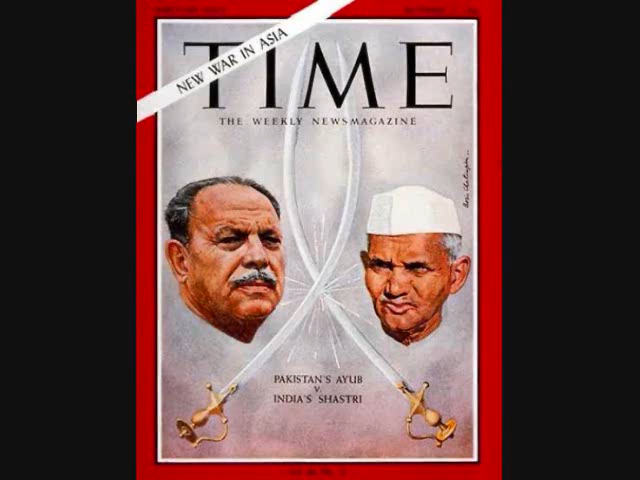 NEW WAR IN ASIA
TIME
THE WEEKLY NEWSMAGAZINE
PAKISTAN'S AYUB
V.
INDIA'S SHASTRI